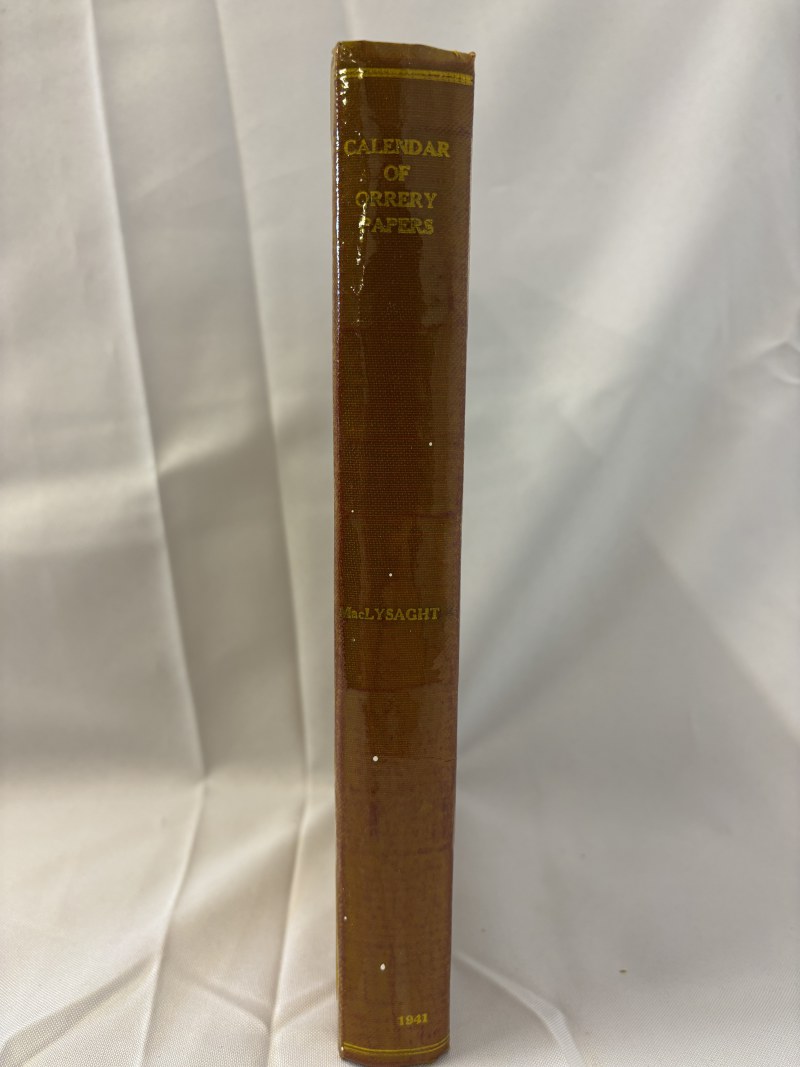 CALENDAR
OF
ORRERY
PAPERS
MacLYSAGHT
1941